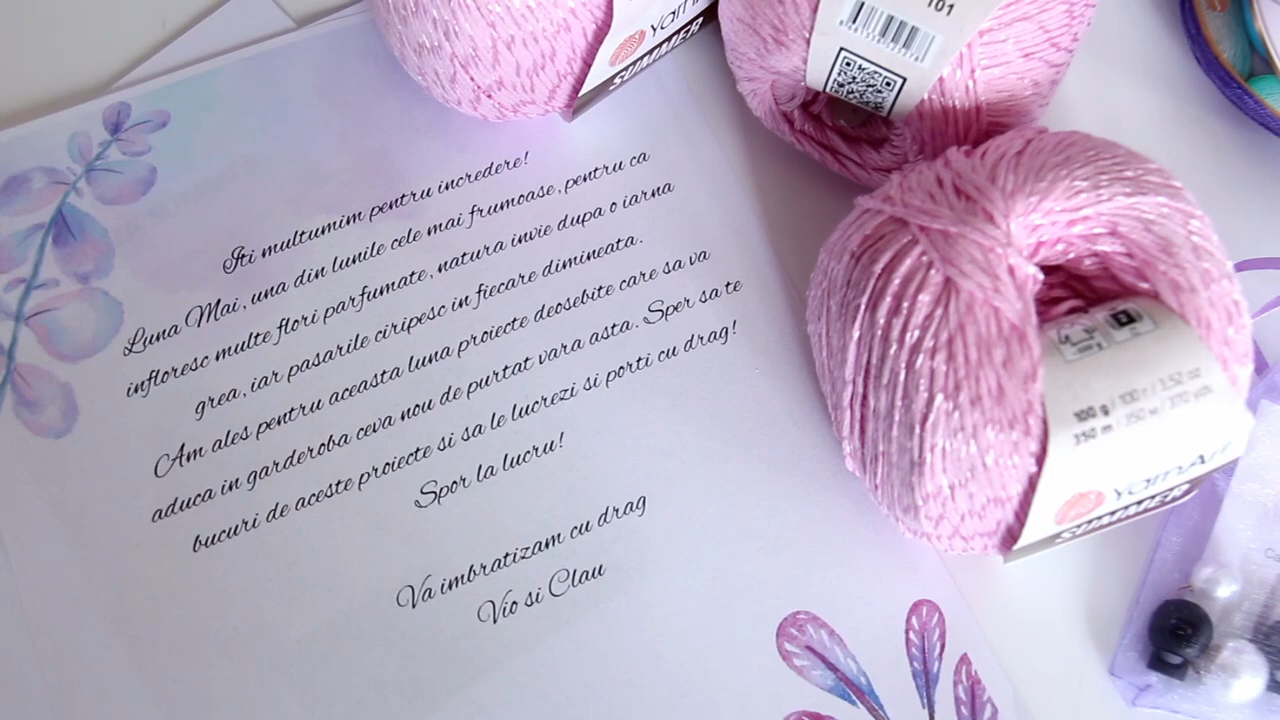 Iti multumim pentru incredere!
Luna Mai, una din lunile cele mai frumoase, pentru ca
infloresc multe flori parfumate, natura invie dupa o iarna
grea, iar pasarile ciripesc in fiecare dimineata.
Am ales pentru aceasta luna proiecte deosebite care sa va
aduca in garderoba ceva nou de purtat vara asta. Sper sa te
bucuri de aceste proiecte si sa le lucrezi si porti cu drag!
Spor la lucru!
Va imbratizam cu drag
Vio si Clau
SUMMER
101
100 g / 100 г / 3.52 oz
350 m / 350 м / 370 yds.
YarnArt
SUMMER